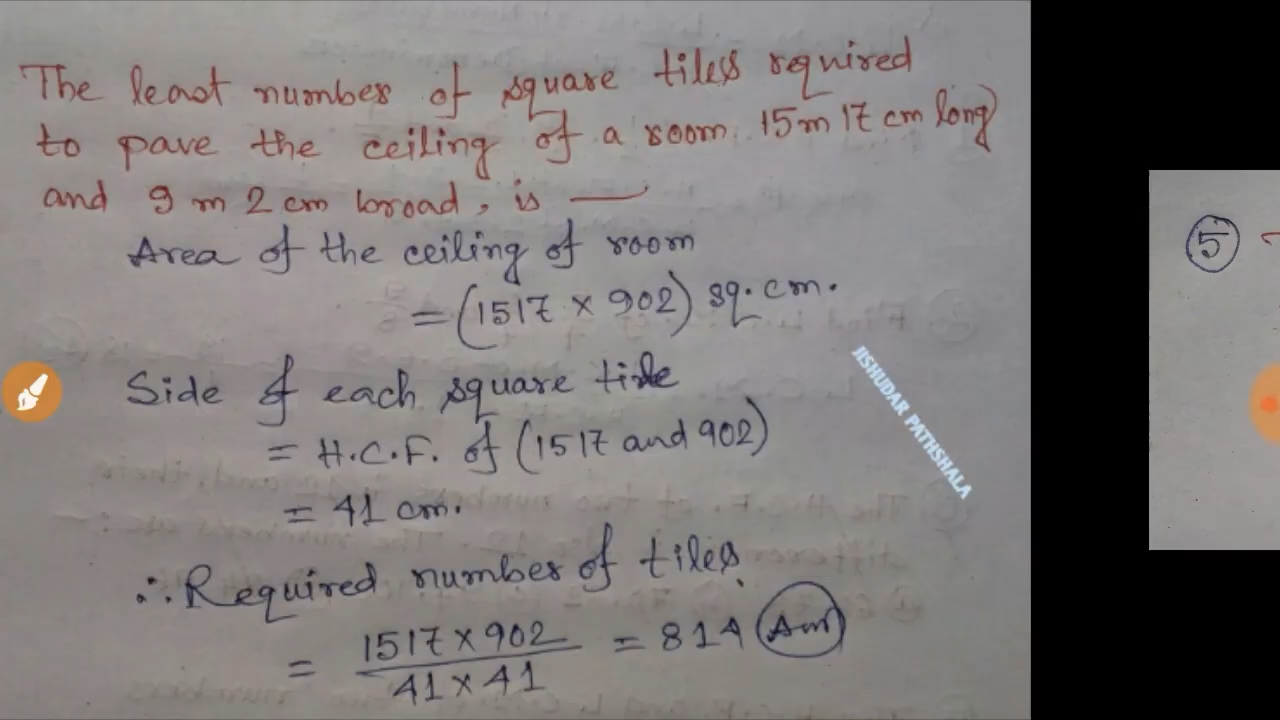 The least number of square tiles required
to pave the ceiling of a room 15m 17 cm long
and 9 m 2 cm broad, is —
Area of the ceiling of room
= (1517 × 902) sq. cm.
Side of each square tile
= H.C.F. of (1517 and 902)
= 41 cm.
∴ Required number of tiles
= 1517 × 902 / 41 × 41 = 814 Ans
JISHUDAR PATHSHALA
5